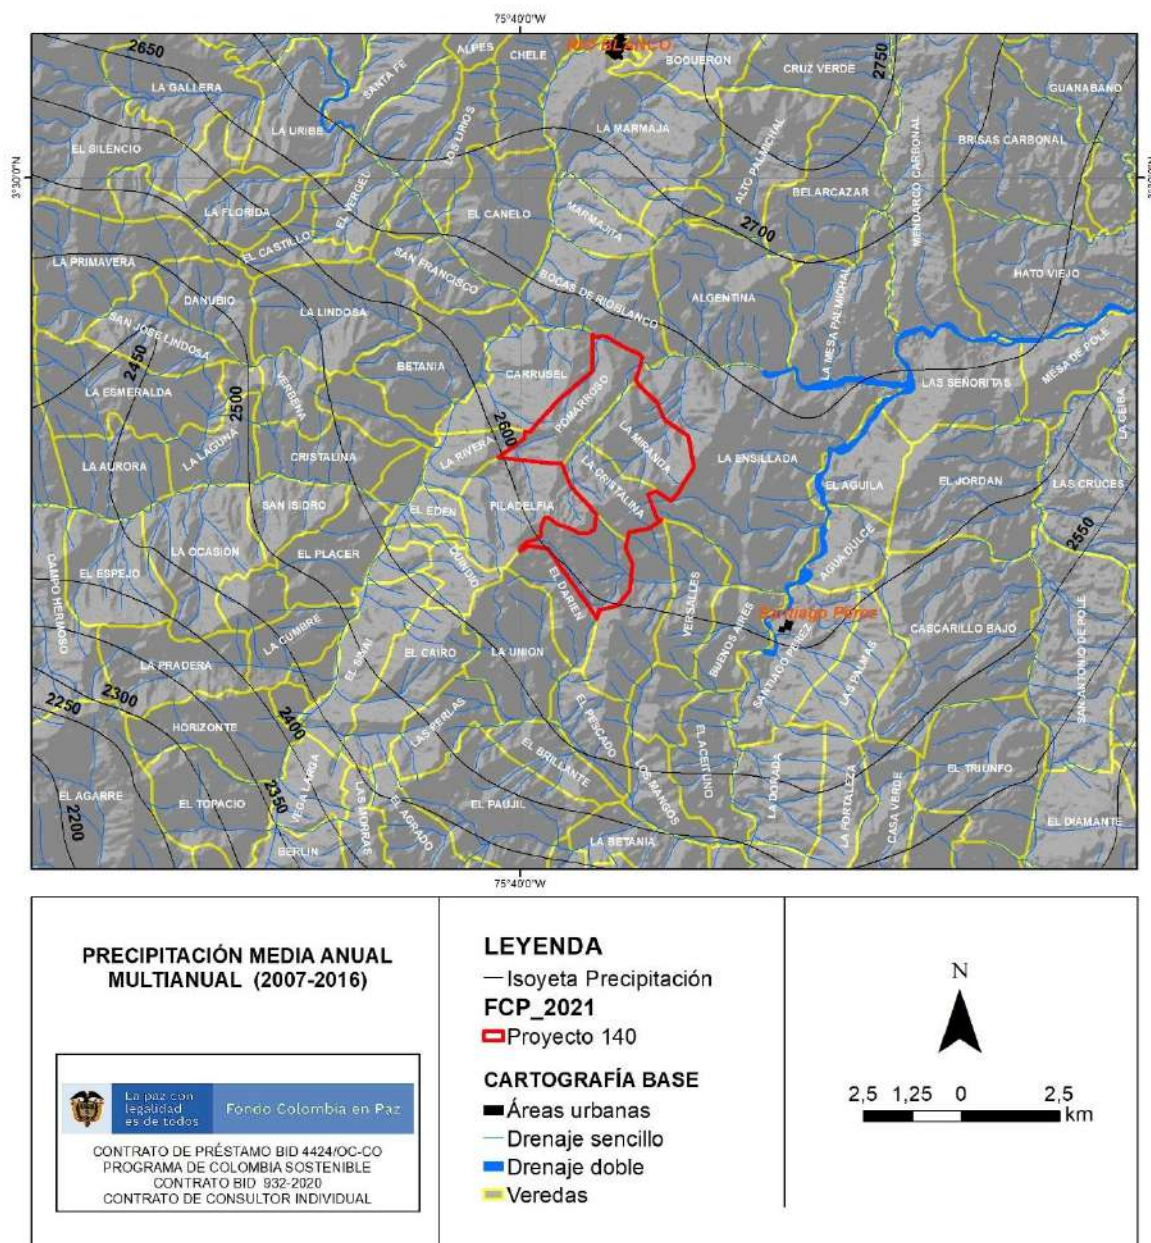 75°40'0"W
2650
ALPES
CHELE
RIO BLANCO
BOQUERON
CRUZ VERDE
2750
GUANABANO
LA GALLERA
SANTA FE
LA URIBE
LOS LIRIOS
LA MARMAJA
ALTO PALMICHAL
BRISAS CARBONAL
EL SILENCIO
3°30'0"N
LA FLORIDA
EL VERGEL
EL CANELO
MARMAJITA
BELARCAZAR
MENDARCO CARBONAL
2700
EL CASTILLO
LA PRIMAVERA
SAN FRANCISCO
BOCAS DE RIOBLANCO
HATO VIEJO
DANUBIO
LA LINDOSA
ALGENTINA
LA MESA PALMICHAL
SAN JOSE LINDOSA
2450
BETANIA
CARRUSEL
POMARROSO
LAS SEÑORITAS
MESA DE POLE
LA ESMERALDA
2500
VERBENA
2600
LA CEIBA
LA AURORA
LA LAGUNA
CRISTALINA
LA RIVERA
LA MIRANDA
LA ENSILLADA
LA CRISTALINA
EL AGUILA
EL JORDAN
LAS CRUCES
SAN ISIDRO
EL EDEN
PILADELFIA
2550
LA OCASION
EL PLACER
QUINDIO
AGUA DULCE
CAMPO HERMOSO
EL ESPEJO
EL DARIEN
VERSALLES
Santiago Pérez
LA CUMBRE
EL SINAI
EL CAIRO
LA UNION
BUENOS AIRES
SANTIAGO PEREZ
CASCARILLO BAJO
LA PRADERA
LAS PALMAS
SAN ANTONIO DE POLE
2250
2300
HORIZONTE
2400
LAS PERLAS
EL PESCADO
EL BRILLANTE
EL ACEITUNO
EL AGARRE
2200
EL TOPACIO
2350
VEGA LARGA
LAS MORRAS
EL AGRADO
EL PAUJIL
LOS MANGOS
LA DORADA
LA FORTALEZA
CASA VERDE
EL TRIUNFO
EL DIAMANTE
BERLIN
LA BETANIA
75°40'0"W
PRECIPITACIÓN MEDIA ANUAL
MULTIANUAL (2007-2016)
La paz con
legalidad
es de todos
Fondo Colombia en Paz
CONTRATO DE PRÉSTAMO BID 4424/OC-CO
PROGRAMA DE COLOMBIA SOSTENIBLE
CONTRATO BID 932-2020
CONTRATO DE CONSULTOR INDIVIDUAL
LEYENDA
Isoyeta Precipitación
FCP_2021
Proyecto 140
CARTOGRAFÍA BASE
Áreas urbanas
Drenaje sencillo
Drenaje doble
Veredas
N
2,5 1,25 0 2,5
km